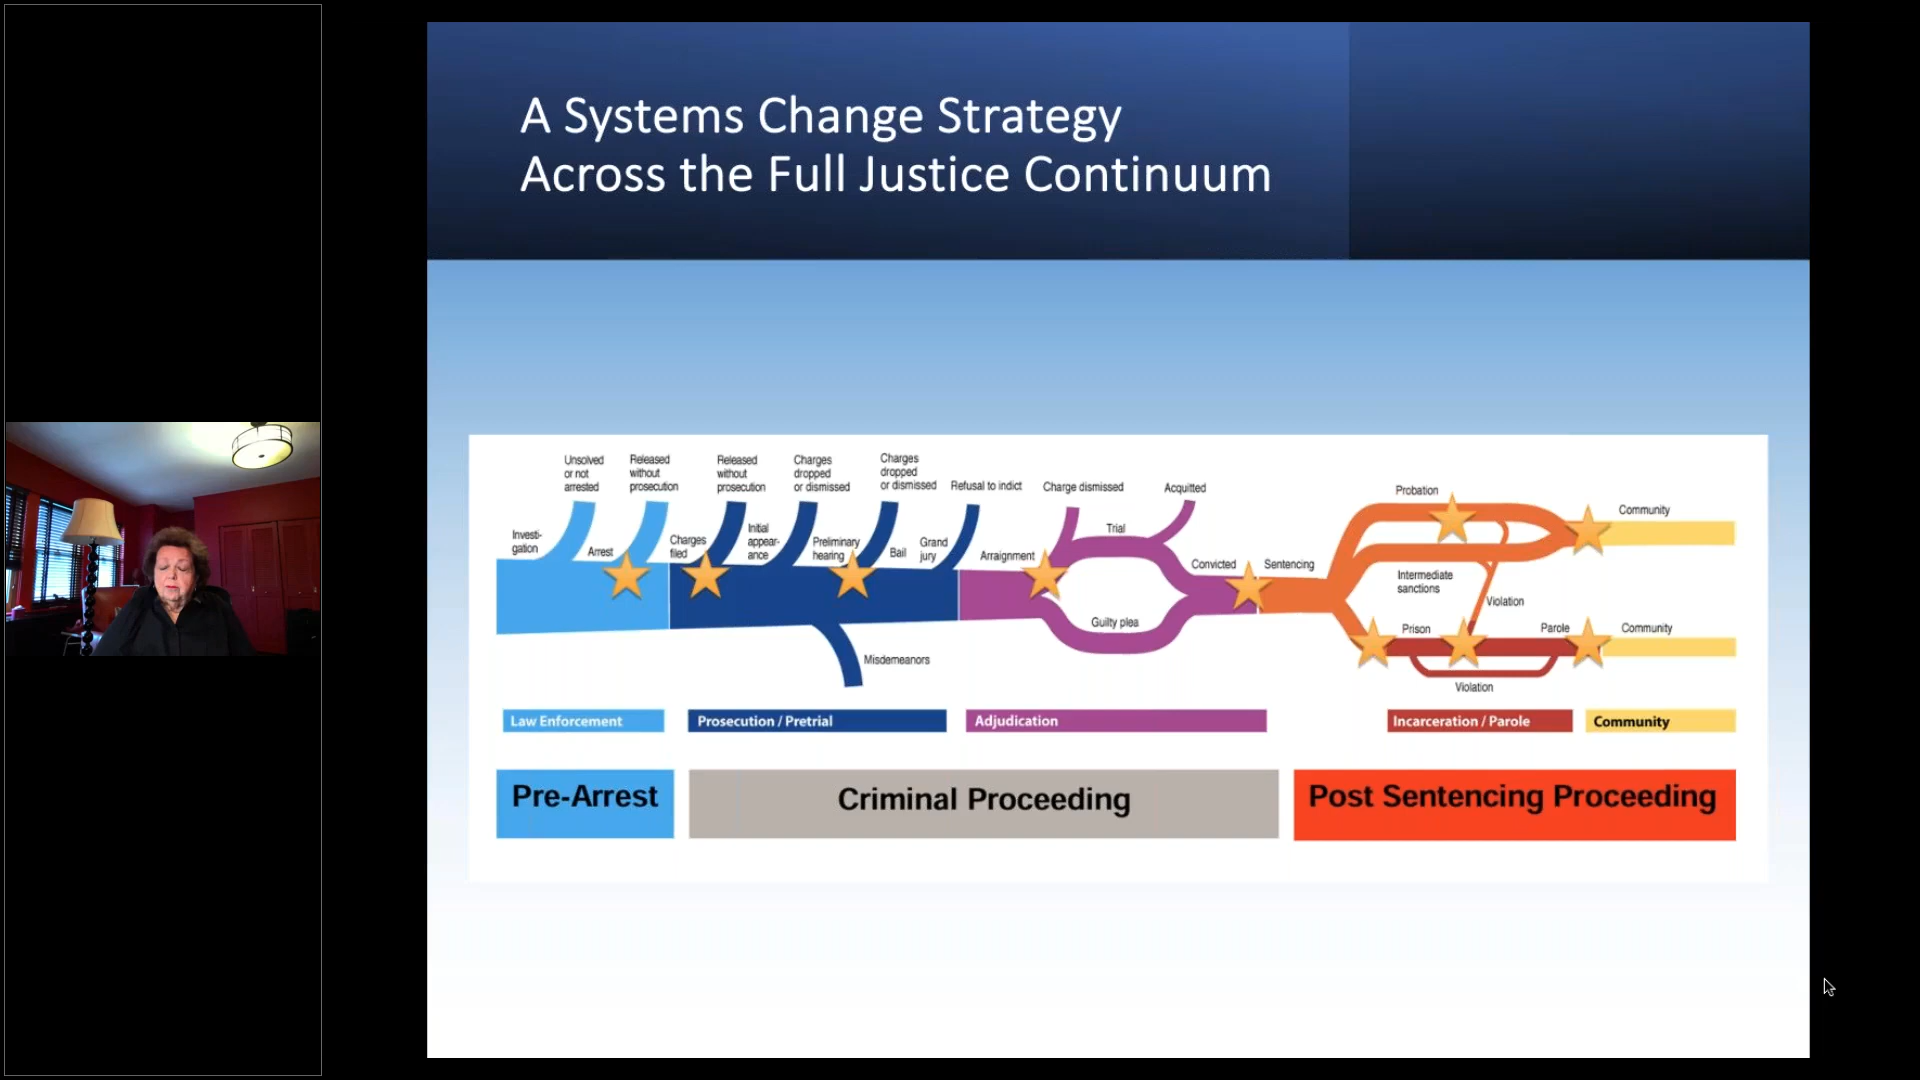 A Systems Change Strategy
Across the Full Justice Continuum
Unsolved
or not
arrested
Released
without
prosecution
Released
without
prosecution
Charges
dropped
or dismissed
Charges
dropped
or dismissed
Refusal to indict
Charge dismissed
Acquitted
Probation
Community
Investi-
gation
Arrest
Charges
filed
Initial
appear-
ance
Preliminary
hearing
Bail
Grand
jury
Arraignment
Trial
Convicted
Sentencing
Intermediate
sanctions
Violation
Guilty plea
Prison
Parole
Community
Misdemeanors
Violation
Law Enforcement
Prosecution / Pretrial
Adjudication
Incarceration / Parole
Community
Pre-Arrest
Criminal Proceeding
Post Sentencing Proceeding